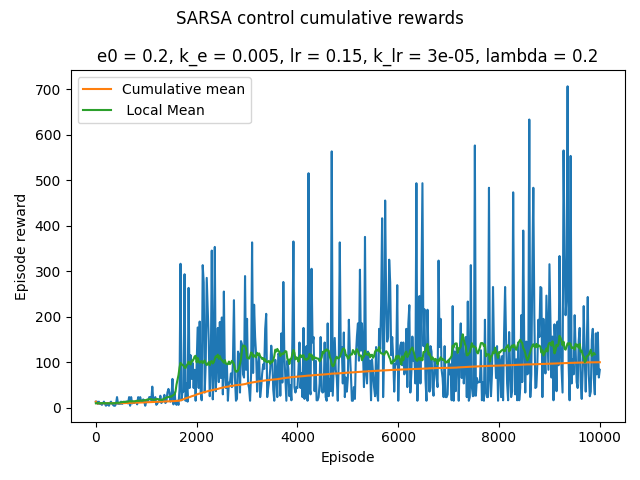 SARSA control cumulative rewards
e0 = 0.2, k_e = 0.005, lr = 0.15, k_lr = 3e-05, lambda = 0.2
Cumulative mean
Local Mean
Episode reward
700
600
500
400
300
200
100
0
0
2000
4000
6000
8000
10000
Episode